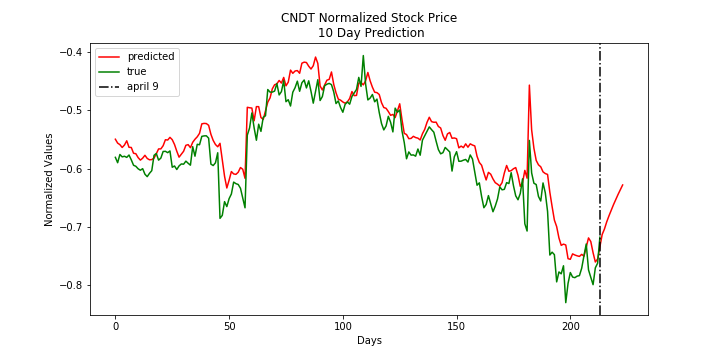 CNDT Normalized Stock Price
10 Day Prediction
predicted
true
april 9
Normalized Values
−0.4
−0.5
−0.6
−0.7
−0.8
0
50
100
150
200
Days